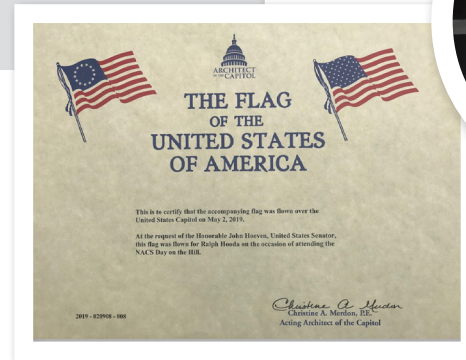 ARCHITECT
OF THE CAPITOL
THE FLAG
OF THE
UNITED STATES
OF AMERICA
This is to certify that the accompanying flag was flown over the
United States Capitol on May 2, 2019.
At the request of the Honorable John Hoeven, United States Senator,
this flag was flown for Ralph Honda on the occasion of attending the
NACS Day on the Hill.
Christine A Merdon
Christine A. Merdon, P.E.
2019 - 020908 - 008
Acting Architect of the Capitol